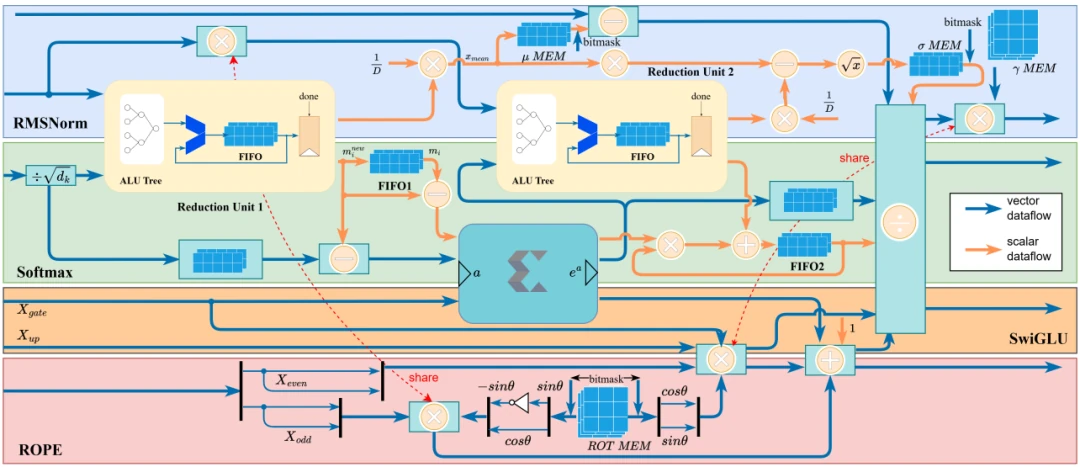 bitmask
μ MEM
σ MEM
γ MEM
1/D
x_mean
Reduction Unit 2
√x
1/D
RMSNorm
done
FIFO
ALU Tree
done
FIFO
ALU Tree
m_i^new
m_i
FIFO1
share
÷√d_k
Reduction Unit 1
vector
dataflow
scalar
dataflow
a
e^a
FIFO2
Softmax
X_gate
X_up
1
SwiGLU
X_even
X_odd
share
-sinθ
sinθ
cosθ
bitmask
ROT MEM
cosθ
sinθ
ROPE